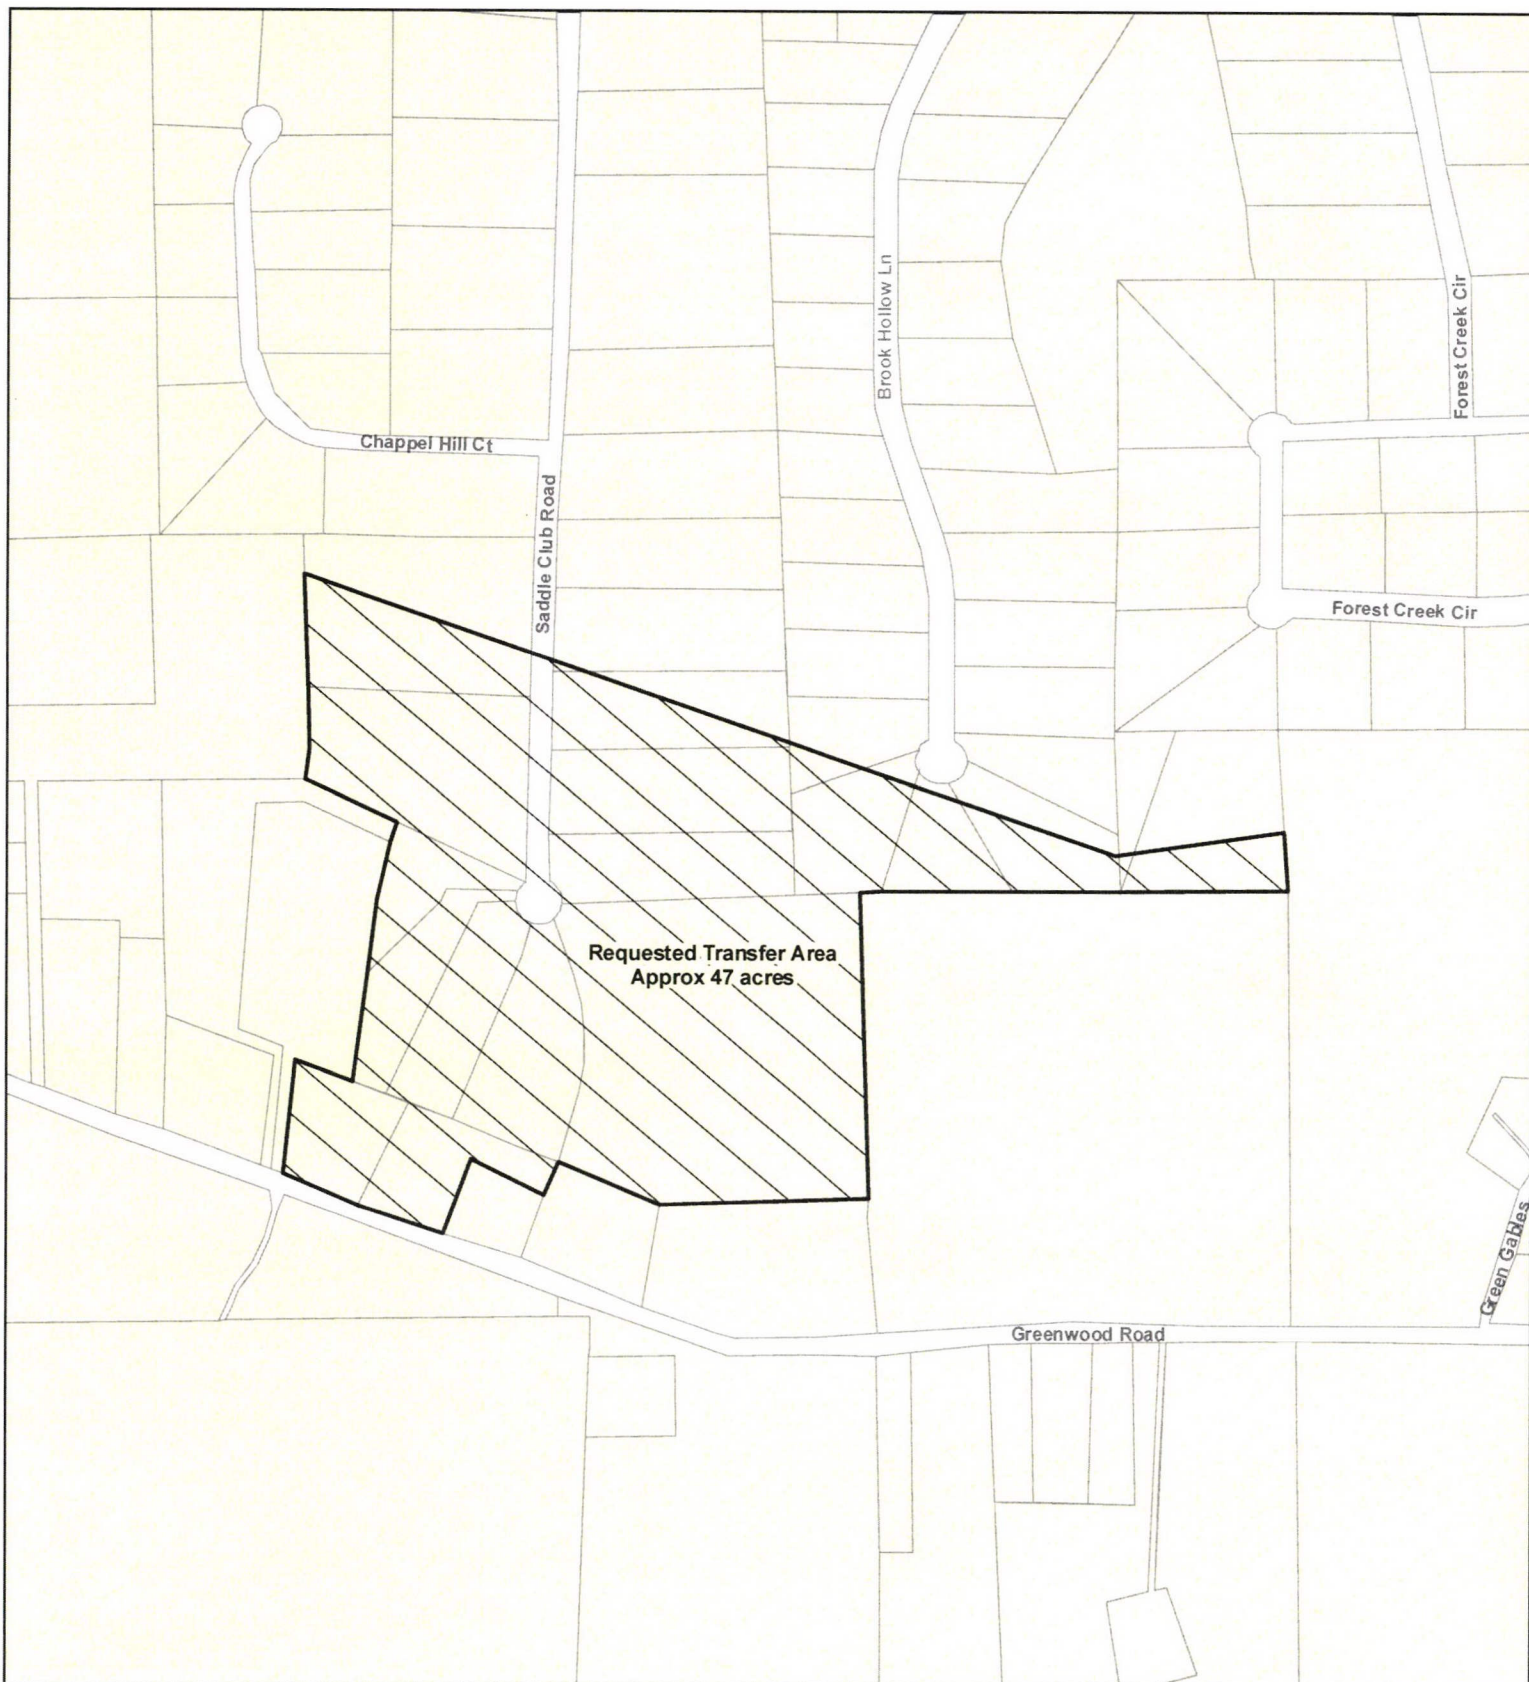 Brook Hollow Ln
Forest Creek Cir
Chappel Hill Ct
Saddle Club Road
Forest Creek Cir
Requested Transfer Area
Approx 47 acres
Green Gables
Greenwood Road